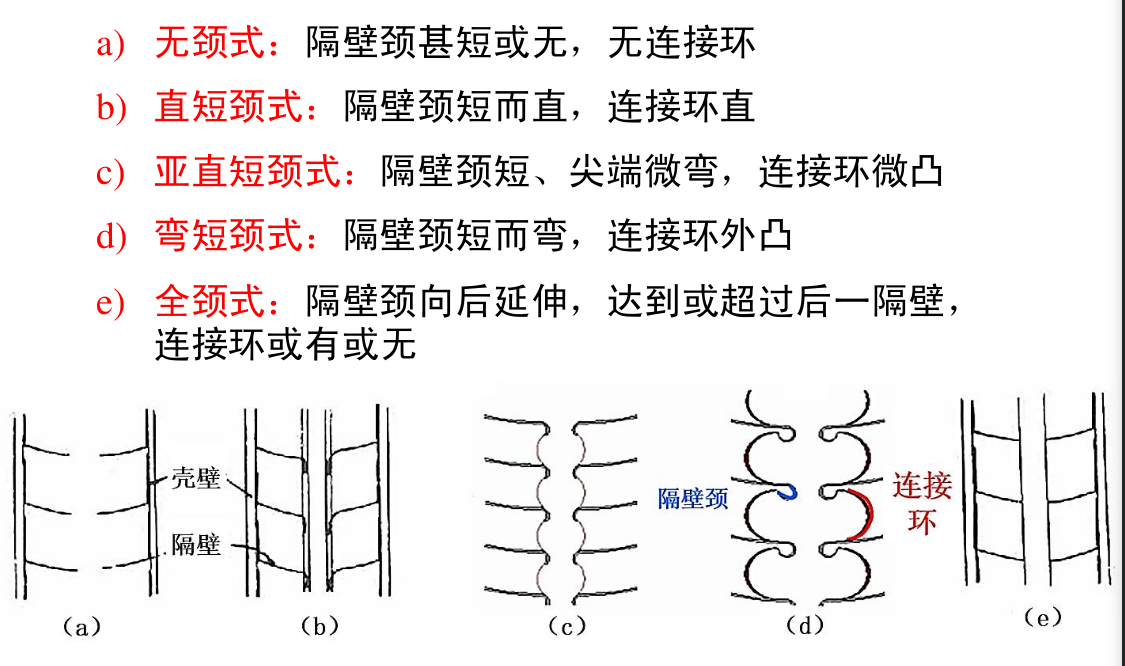 a) 无颈式：隔壁颈甚短或无，无连接环
b) 直短颈式：隔壁颈短而直，连接环直
c) 亚直短颈式：隔壁颈短、尖端微弯，连接环微凸
d) 弯短颈式：隔壁颈短而弯，连接环外凸
e) 全颈式：隔壁颈向后延伸，达到或超过后一隔壁，
连接环或有或无
壳壁
隔壁
隔壁颈
连接
环
(a)
(b)
(c)
(d)
(e)